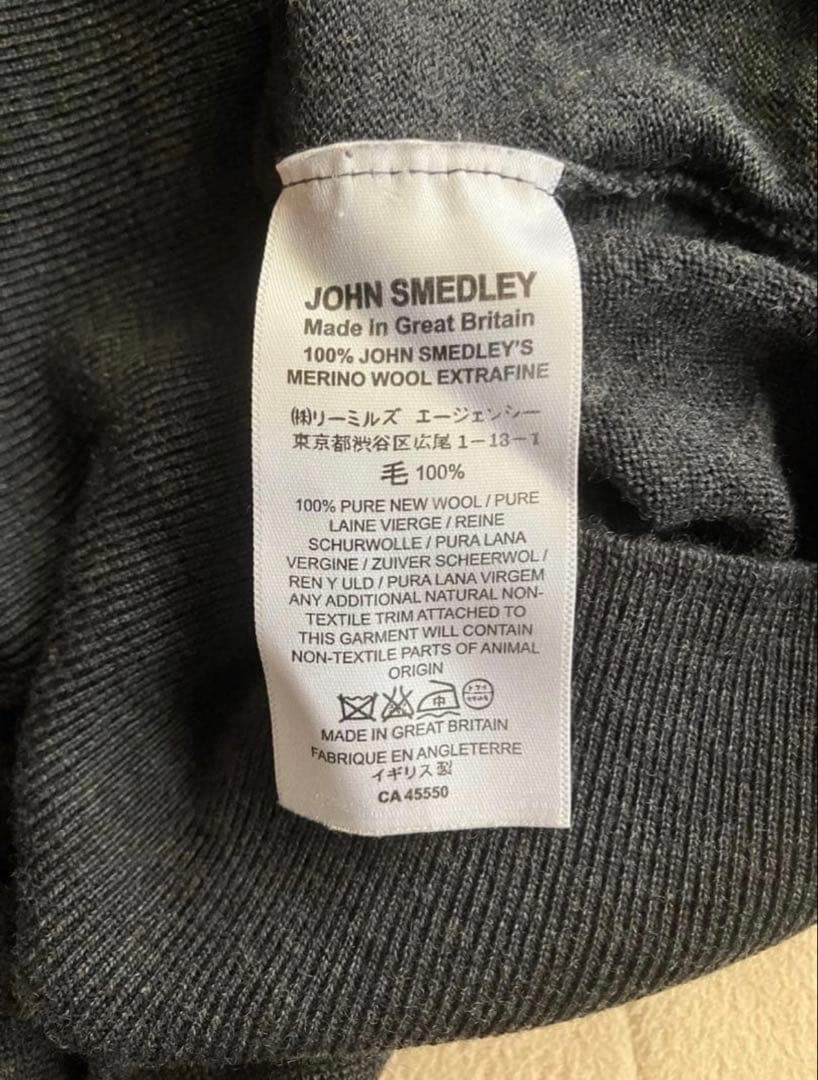 JOHN SMEDLEY
Made in Great Britain
100% JOHN SMEDLEY'S
MERINO WOOL EXTRAFINE
(株)リーミルズ エージェンシー
東京都渋谷区広尾1-13-1
毛 100%
100% PURE NEW WOOL / PURE
LAINE VIERGE / REINE
SCHURWOLLE / PURA LANA
VERGINE / ZUIVER SCHEERWOL /
REN Y ULD / PURA LANA VIRGEM
ANY ADDITIONAL NATURAL NON-
TEXTILE TRIM ATTACHED TO
THIS GARMENT WILL CONTAIN
NON-TEXTILE PARTS OF ANIMAL
ORIGIN
中
MADE IN GREAT BRITAIN
FABRIQUE EN ANGLETERRE
イギリス製
CA 45550